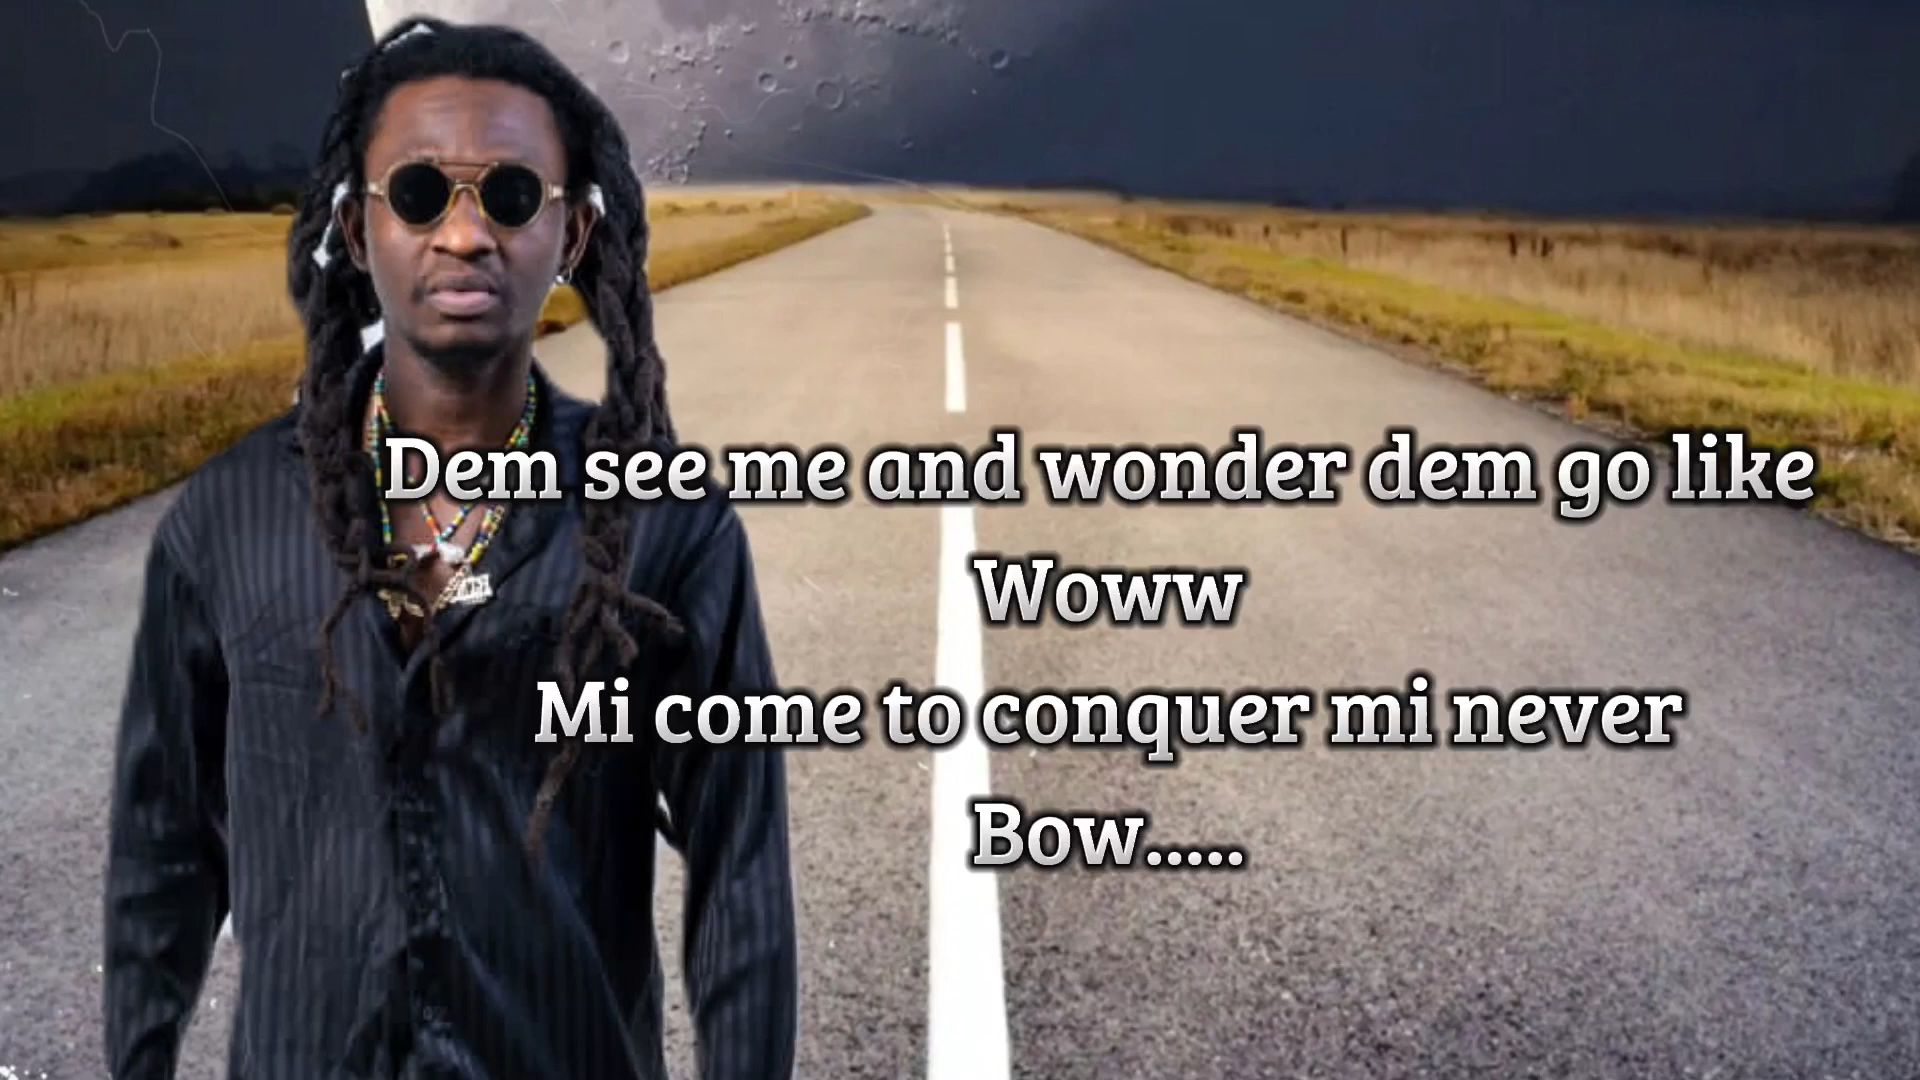 Dem see me and wonder dem go like
Woww
Mi come to conquer mi never
Bow.....